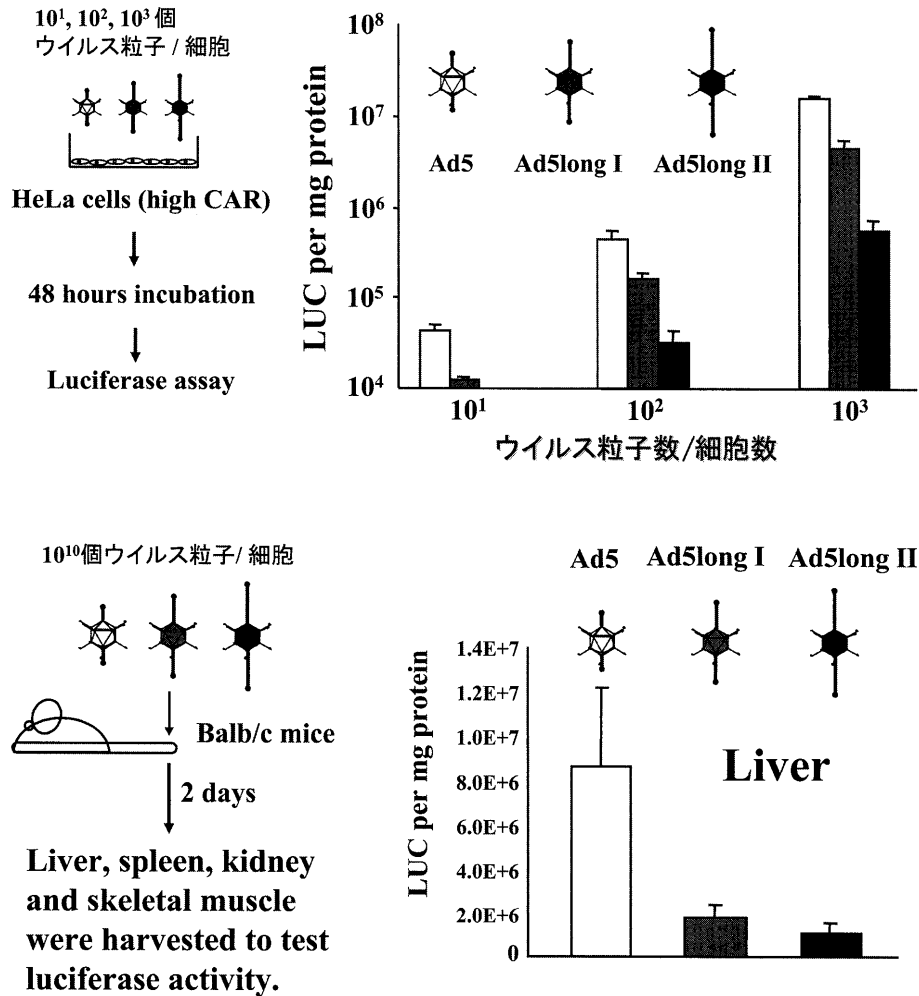 10¹, 10², 10³ 個
ウイルス粒子 / 細胞
HeLa cells (high CAR)
48 hours incubation
Luciferase assay
LUC per mg protein
10⁸
10⁷
10⁶
10⁵
10⁴
Ad5 Ad5long I Ad5long II
10¹ 10² 10³
ウイルス粒子数/細胞数
10¹⁰個ウイルス粒子/ 細胞
Balb/c mice
2 days
Liver, spleen, kidney
and skeletal muscle
were harvested to test
luciferase activity.
Ad5 Ad5long I Ad5long II
LUC per mg protein
1.4E+7
1.2E+7
1.0E+7
8.0E+6
6.0E+6
4.0E+6
2.0E+6
0
Liver